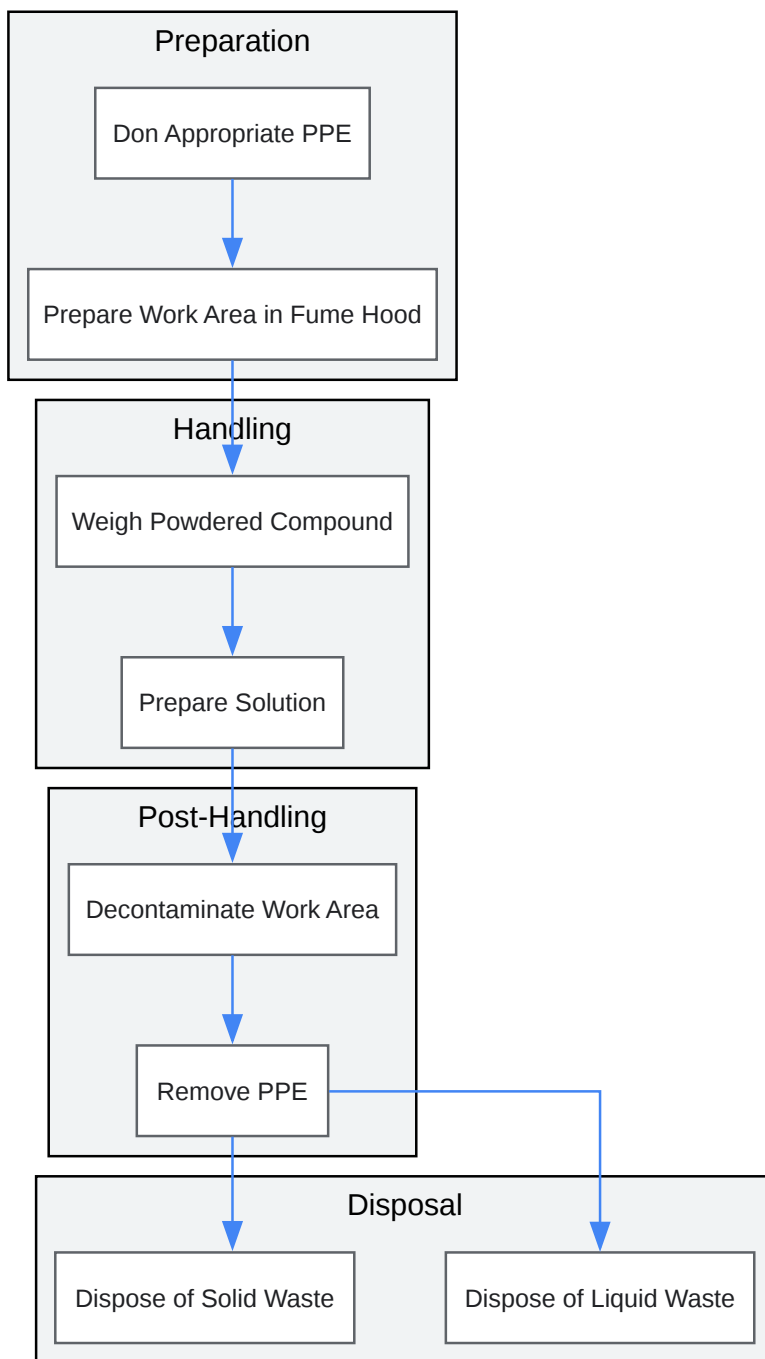 Preparation
Don Appropriate PPE
Prepare Work Area in Fume Hood
Handling
Weigh Powdered Compound
Prepare Solution
Post-Handling
Decontaminate Work Area
Remove PPE
Disposal
Dispose of Solid Waste
Dispose of Liquid Waste